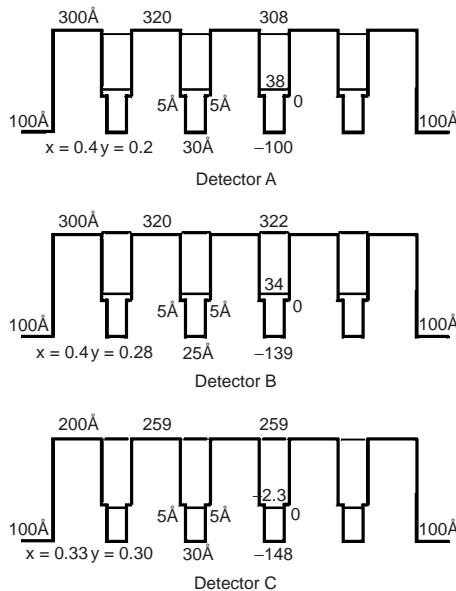 300Å 320 308
38
5Å 5Å 0
100Å 100Å
x = 0.4 y = 0.2 30Å −100
Detector A
300Å 320 322
34
5Å 5Å 0
100Å 100Å
x = 0.4 y = 0.28 25Å −139
Detector B
200Å 259 259
−2.3
5Å 5Å 0
100Å 100Å
x = 0.33 y = 0.30 30Å −148
Detector C